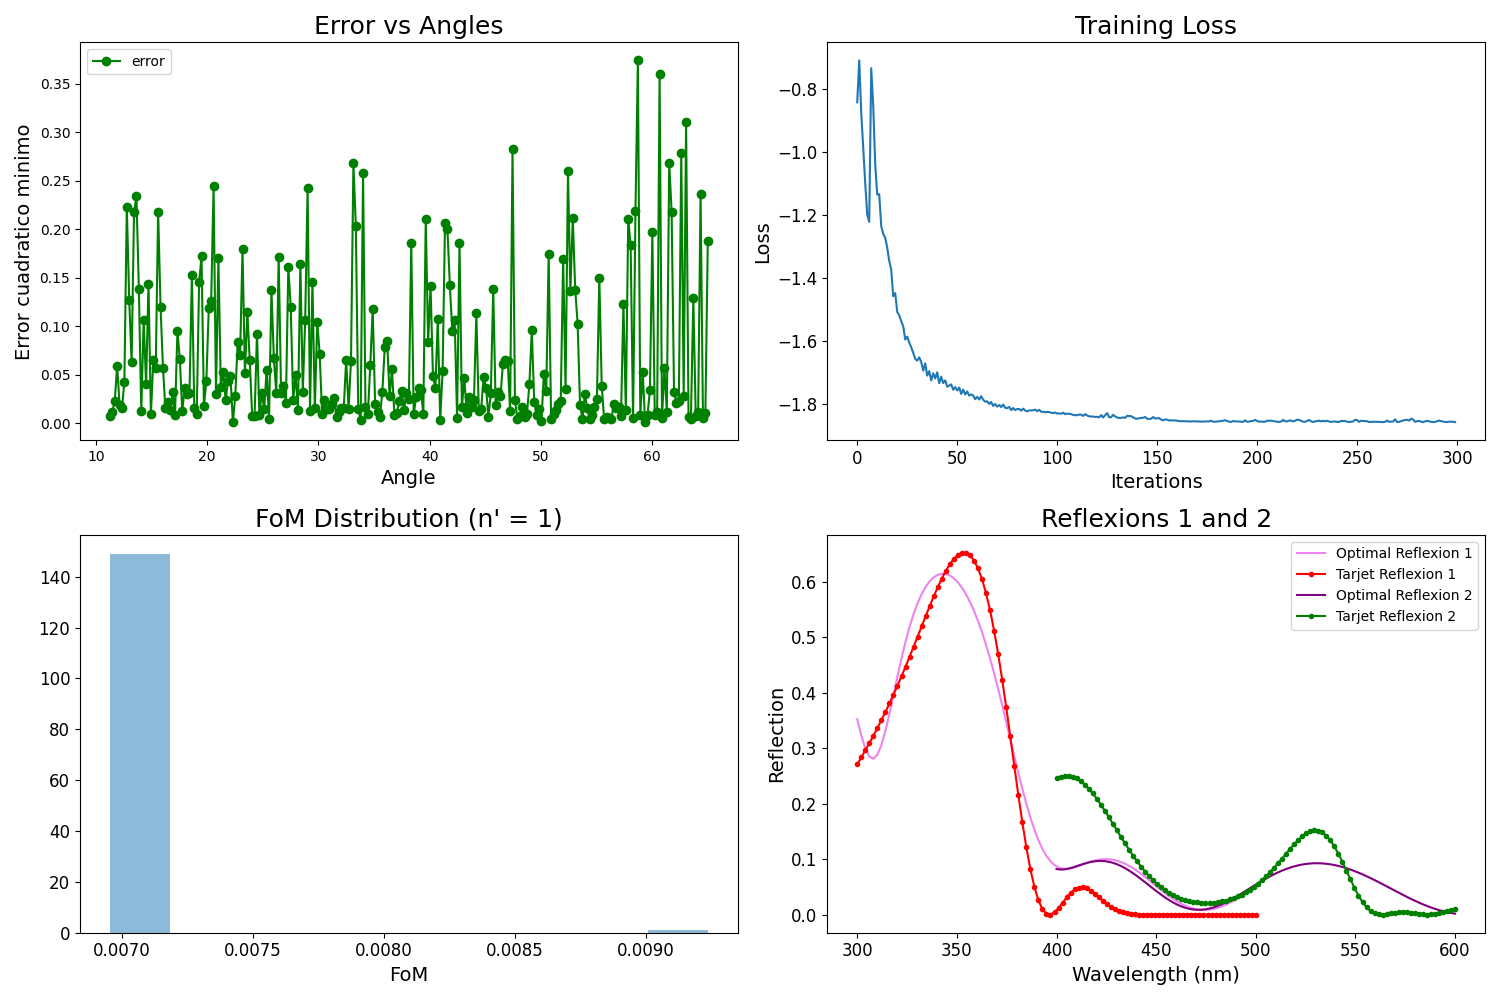 Error vs Angles
error
Error cuadratico minimo
0.35
0.30
0.25
0.20
0.15
0.10
0.05
0.00
10 20 30 40 50 60
Angle
Training Loss
Loss
−0.8
−1.0
−1.2
−1.4
−1.6
−1.8
0 50 100 150 200 250 300
Iterations
FoM Distribution (n' = 1)
140
120
100
80
60
40
20
0
0.0070 0.0075 0.0080 0.0085 0.0090
FoM
Reflexions 1 and 2
Optimal Reflexion 1
Tarjet Reflexion 1
Optimal Reflexion 2
Tarjet Reflexion 2
Reflection
0.6
0.5
0.4
0.3
0.2
0.1
0.0
300 350 400 450 500 550 600
Wavelength (nm)